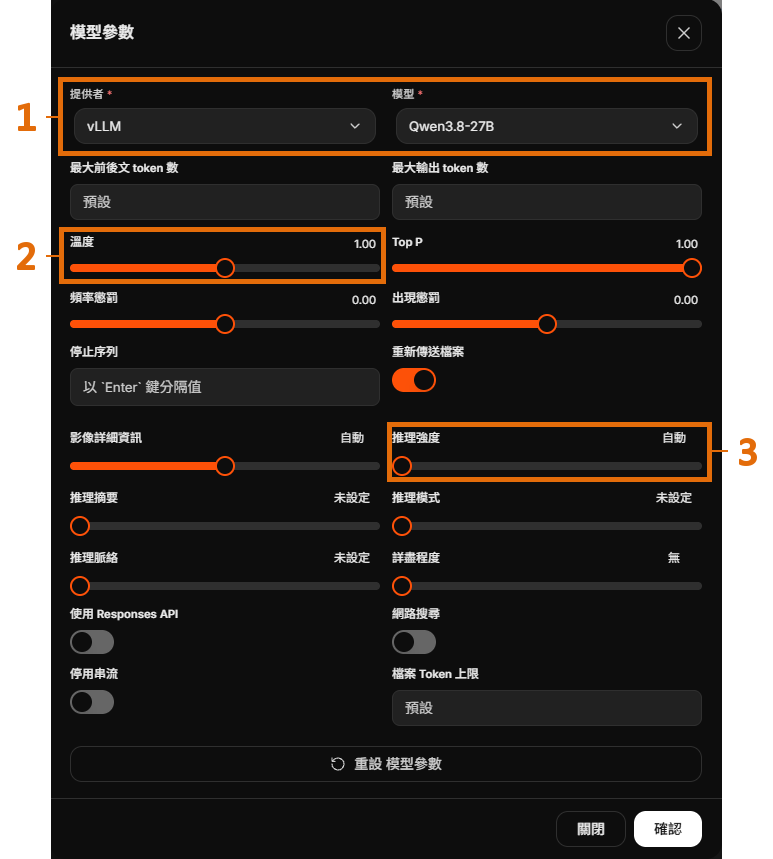 模型參數
1
提供者 *
模型 *
vLLM
Qwen3.8-27B
最大前後文 token 數
最大輸出 token 數
預設
預設
2
溫度
1.00
Top P
1.00
頻率懲罰
0.00
出現懲罰
0.00
停止序列
重新傳送檔案
以 `Enter` 鍵分隔值
影像詳細資訊
自動
推理強度
自動
3
推理摘要
未設定
推理模式
未設定
推理脈絡
未設定
詳盡程度
無
使用 Responses API
網路搜尋
停用串流
檔案 Token 上限
預設
重設 模型參數
關閉
確認